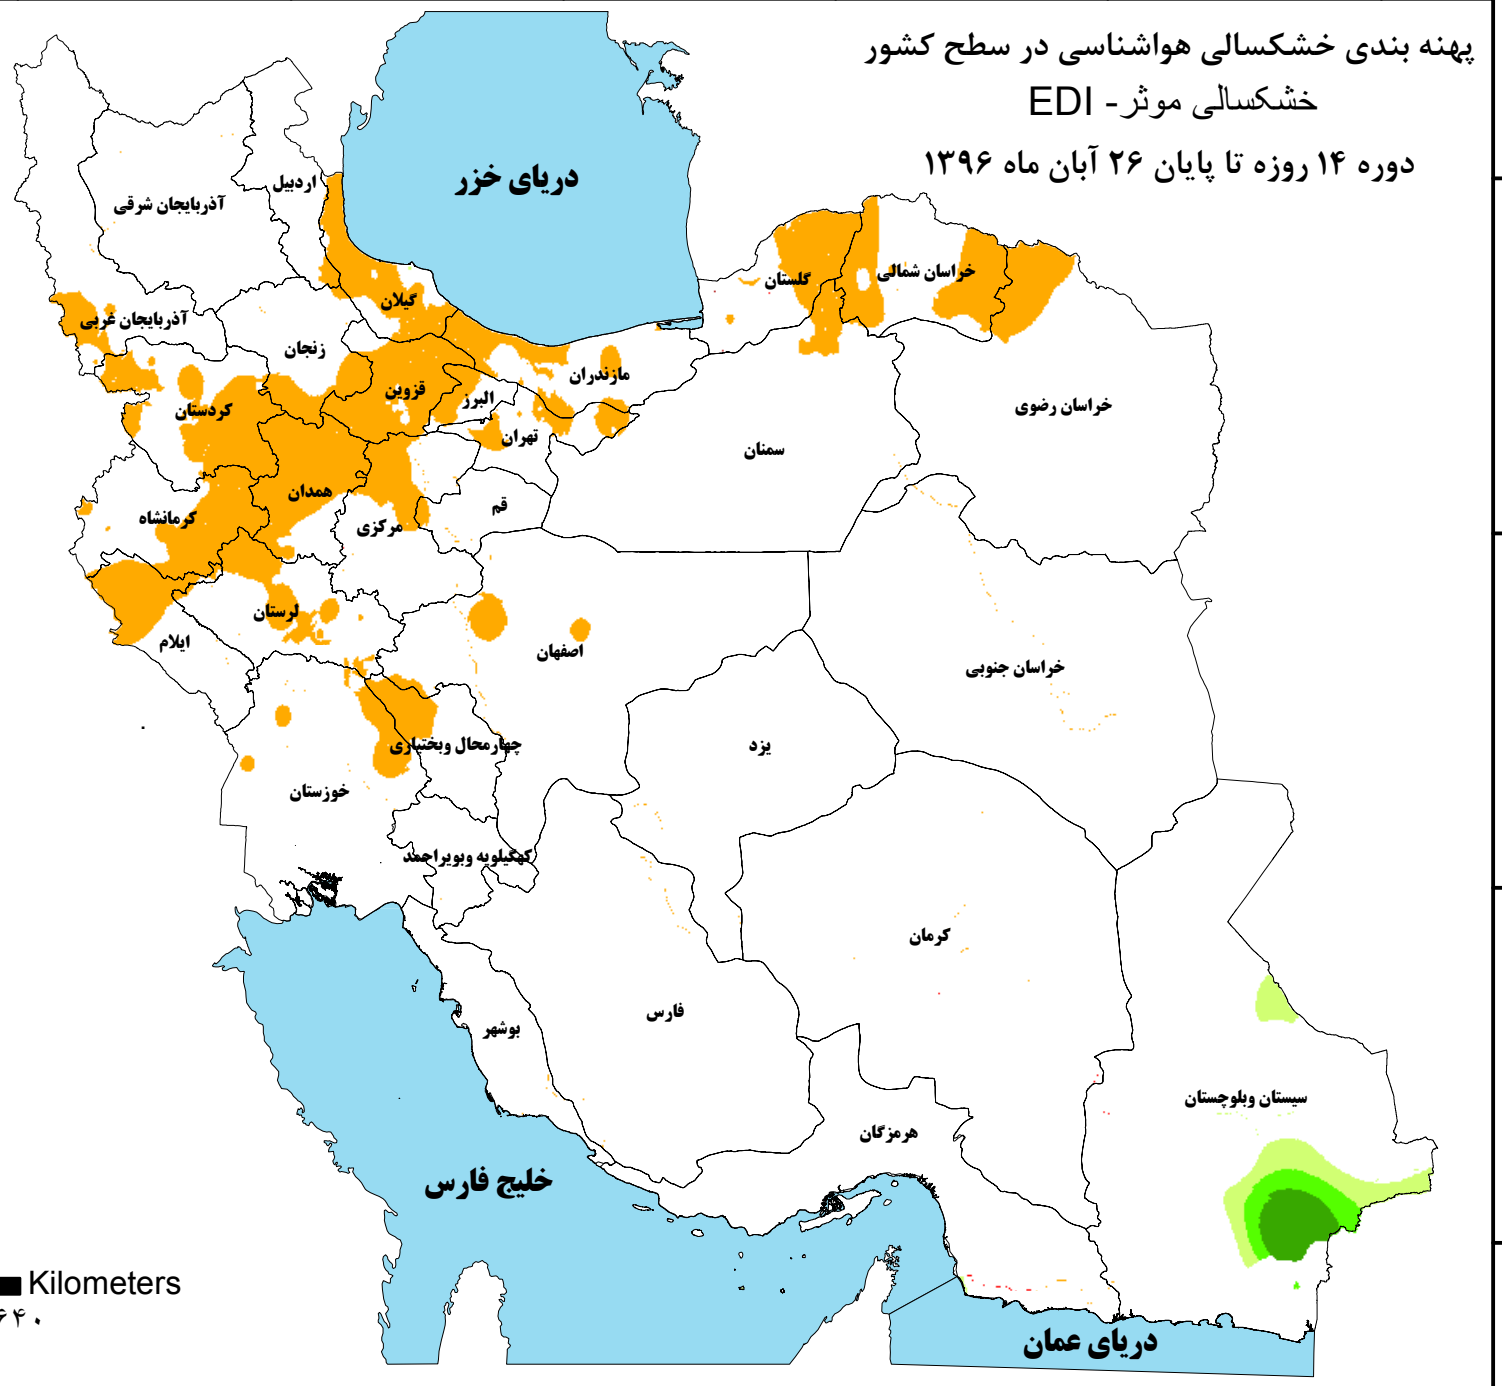 پهنه بندی خشکسالی هواشناسی در سطح کشور
خشکسالی موثر- EDI
دوره ۱۴ روزه تا پایان ۲۶ آبان ماه ۱۳۹۶
دریای خزر
اردبیل
آذربایجان شرقی
گیلان
آذربایجان غربی
زنجان
گلستان
خراسان شمالی
مازندران
قزوین
البرز
کردستان
تهران
خراسان رضوی
سمنان
همدان
قم
کرمانشاه
مرکزی
لرستان
ایلام
اصفهان
خراسان جنوبی
چهارمحال وبختیاری
یزد
خوزستان
کهگیلویه وبویراحمد
کرمان
فارس
بوشهر
سیستان وبلوچستان
هرمزگان
خلیج فارس
دریای عمان
Kilometers
۶۴۰